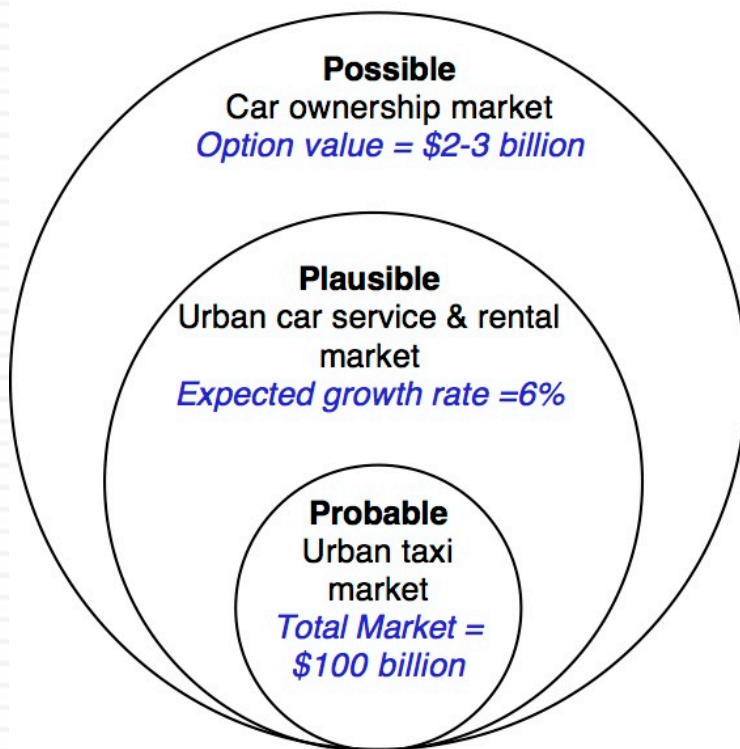 Possible
Car ownership market
Option value = $2-3 billion
Plausible
Urban car service & rental
market
Expected growth rate =6%
Probable
Urban taxi
market
Total Market =
$100 billion